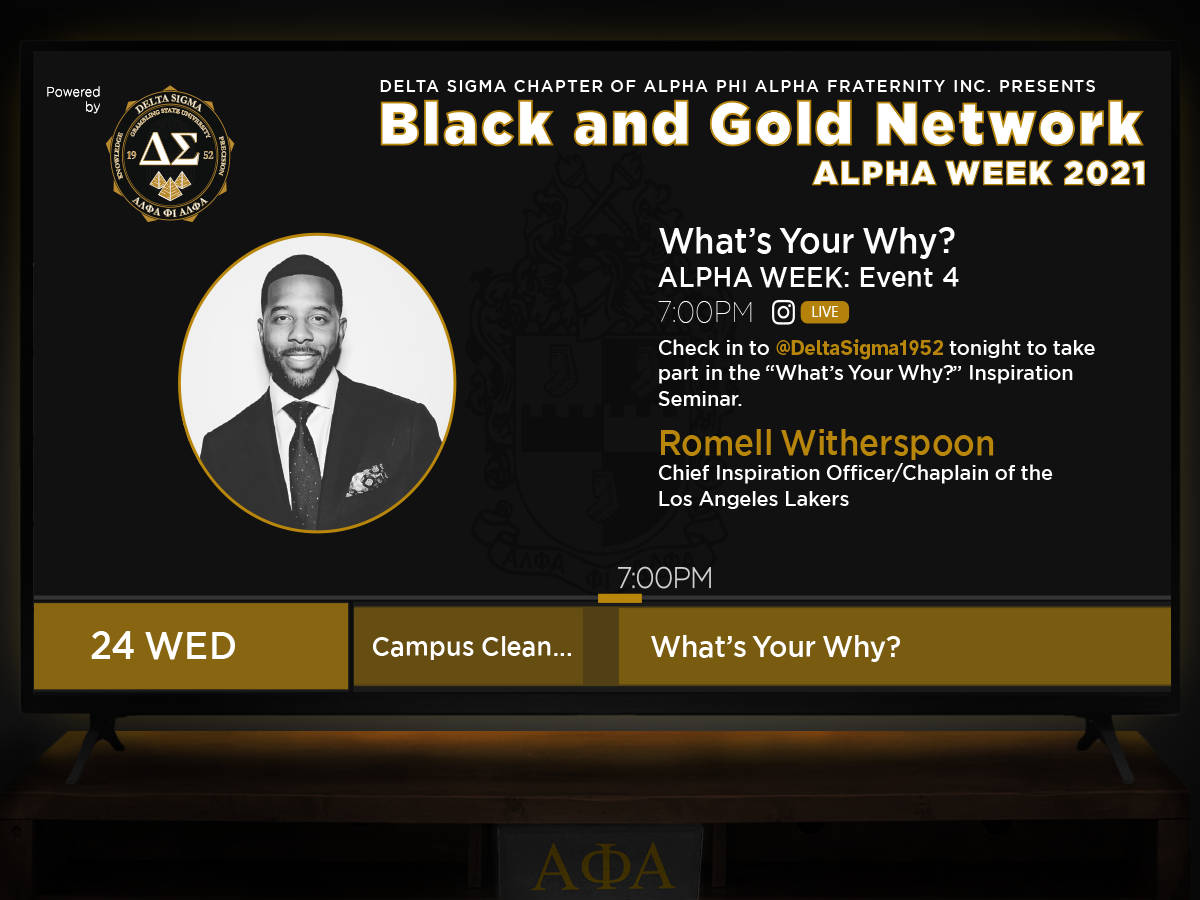 Powered
by
DELTA SIGMA
GRAMBLING STATE UNIVERSITY
KNOWLEDGE
PRECISION
19 ΔΣ 52
ΑΛΦΑ ΦΙ ΑΛΦΑ
DELTA SIGMA CHAPTER OF ALPHA PHI ALPHA FRATERNITY INC. PRESENTS
Black and Gold Network
ALPHA WEEK 2021
What’s Your Why?
ALPHA WEEK: Event 4
7:00PM LIVE
Check in to @DeltaSigma1952 tonight to take
part in the “What’s Your Why?” Inspiration
Seminar.
Romell Witherspoon
Chief Inspiration Officer/Chaplain of the
Los Angeles Lakers
ΑΛΦΑ ΦΙ ΑΛΦΑ
7:00PM
24 WED
Campus Clean...
What’s Your Why?
ΑΦΑ